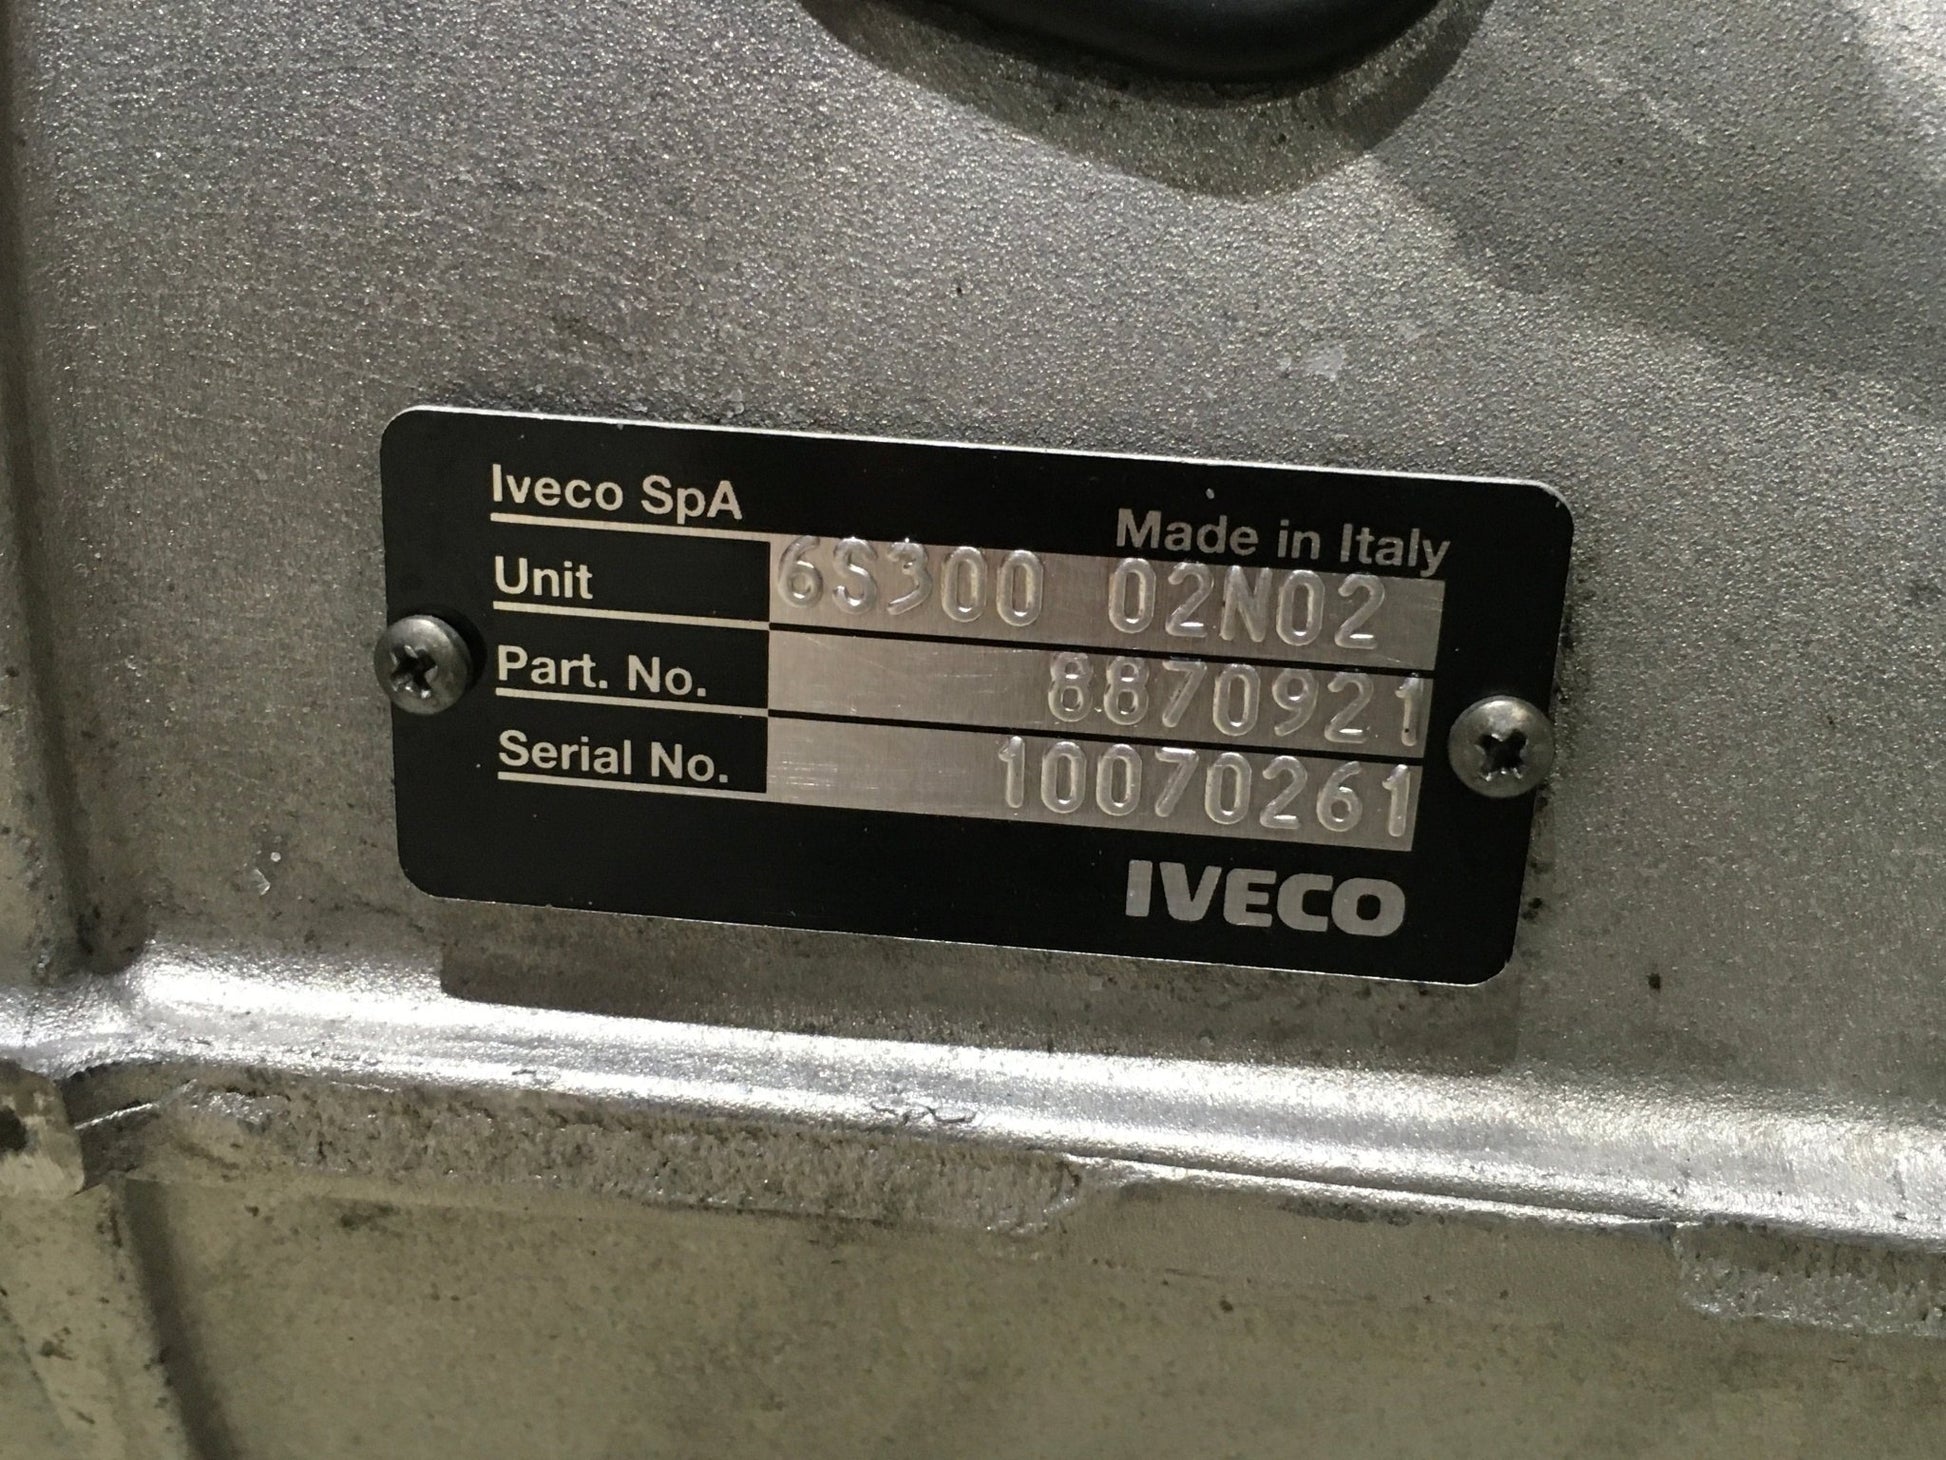 Iveco SpA
Made in Italy
Unit 6S300 02N02
Part. No. 8870921
Serial No. 10070261
IVECO